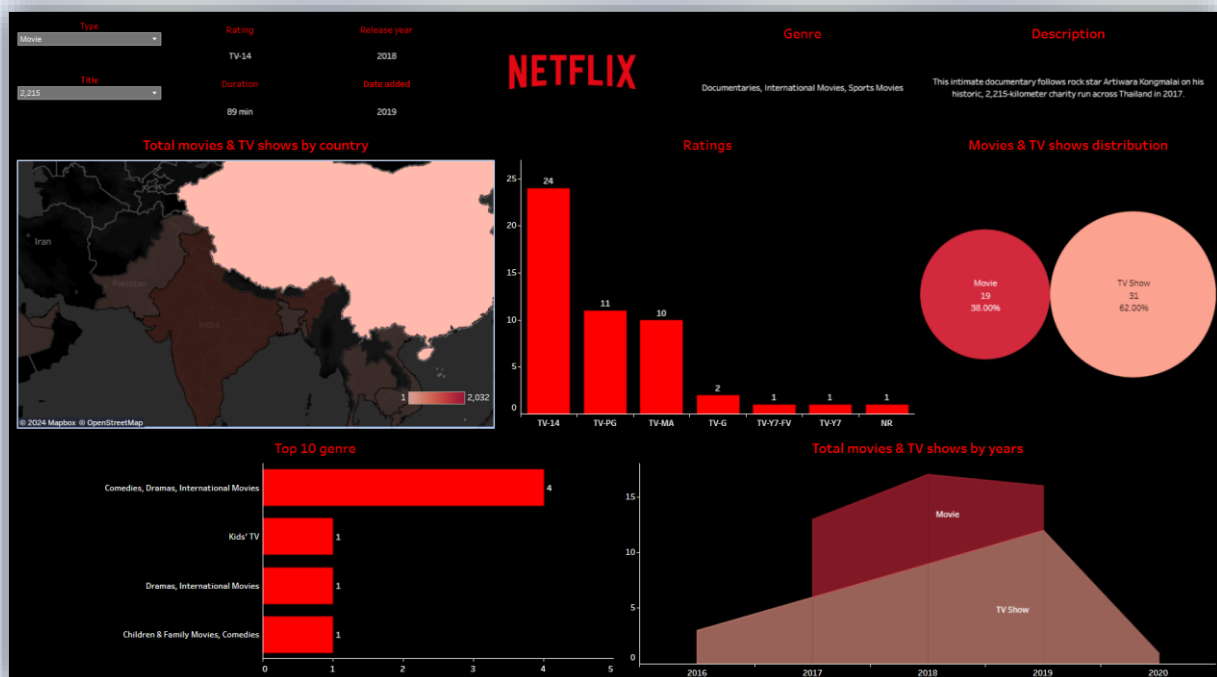 Type
Movie
Title
2,215
Rating
TV-14
Release year
2018
Duration
89 min
Date added
2019
NETFLIX
Genre
Documentaries, International Movies, Sports Movies
Description
This intimate documentary follows rock star Artiwara Kongmalai on his
historic, 2,215-kilometer charity run across Thailand in 2017.
Total movies & TV shows by country
Iran
Pakistan
India
1
2,032
© 2024 Mapbox © OpenStreetMap
Ratings
25
20
15
10
5
0
24
11
10
2
1
1
1
TV-14
TV-PG
TV-MA
TV-G
TV-Y7-FV
TV-Y7
NR
Movies & TV shows distribution
Movie
19
38.00%
TV Show
31
62.00%
Top 10 genre
Comedies, Dramas, International Movies
4
Kids' TV
1
Dramas, International Movies
1
Children & Family Movies, Comedies
1
0
1
2
3
4
5
Total movies & TV shows by years
15
10
5
0
Movie
TV Show
2016
2017
2018
2019
2020